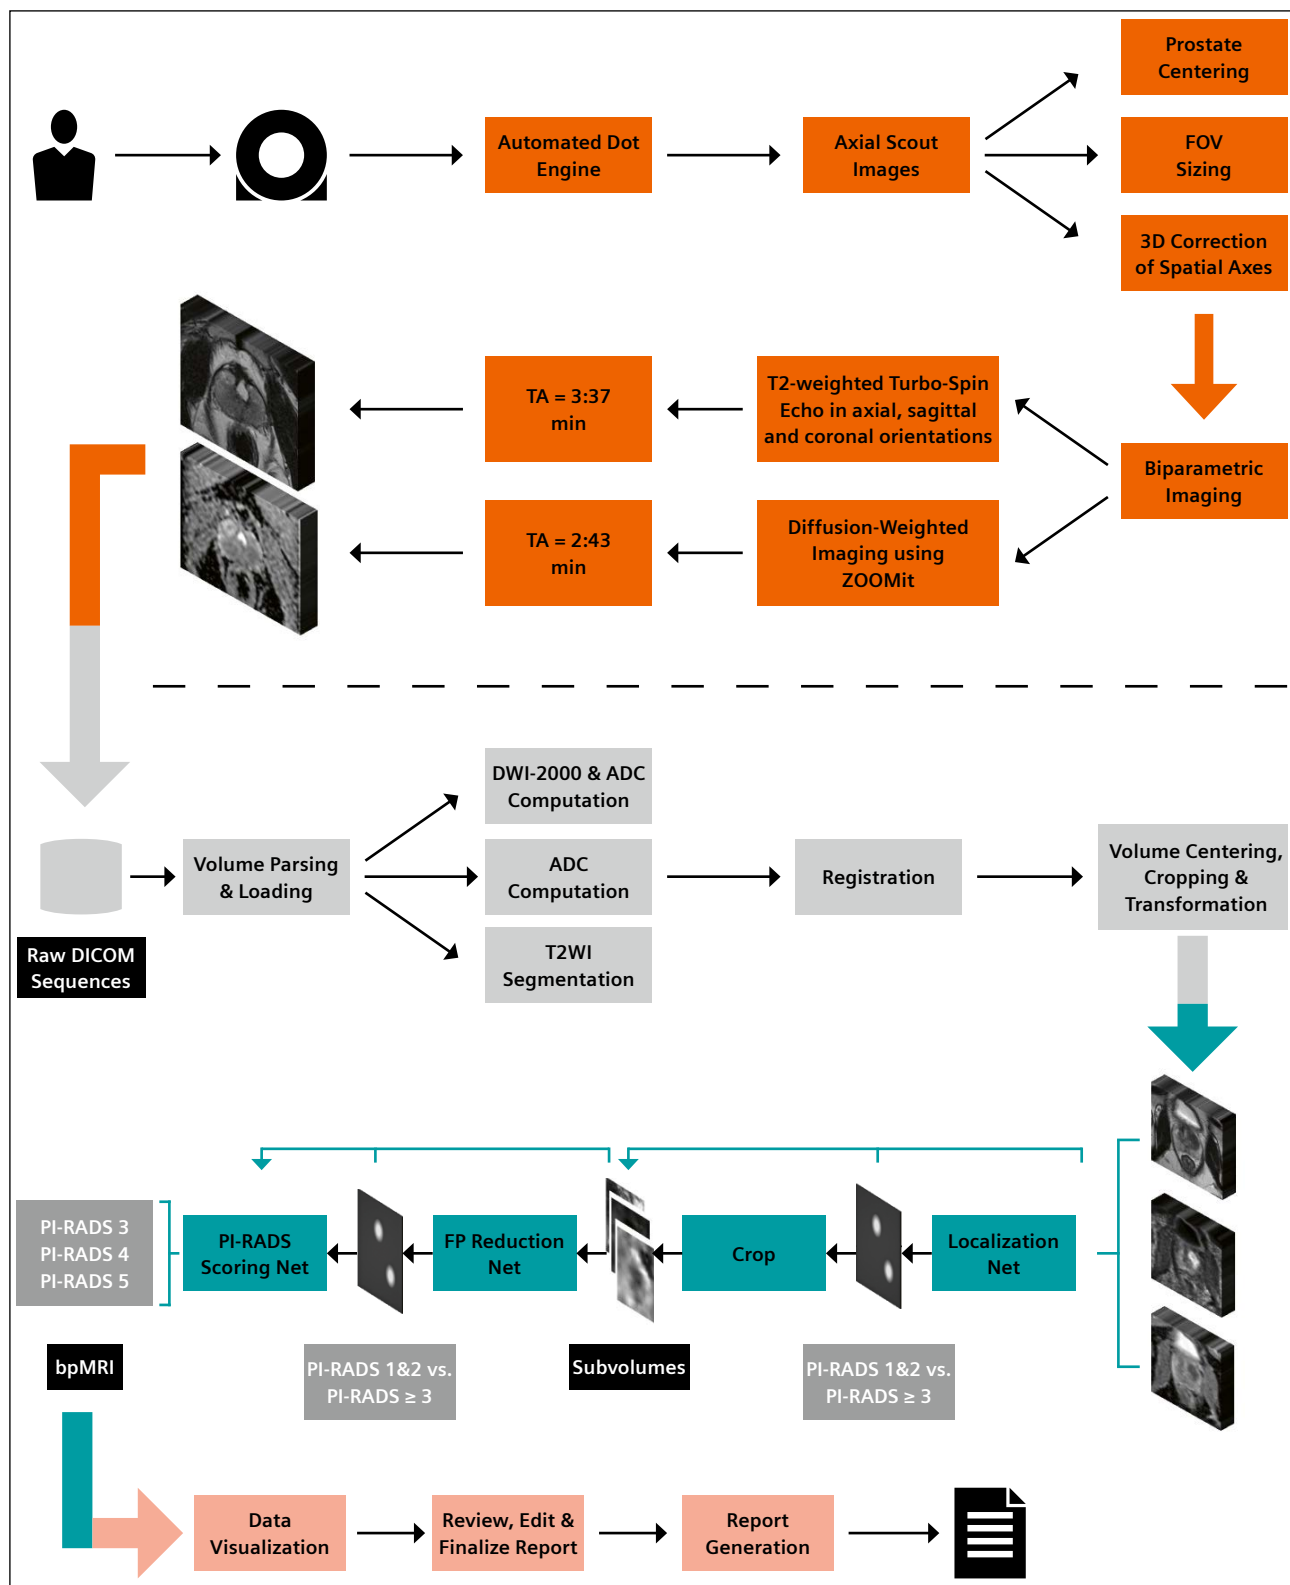 Prostate
Centering
Automated Dot
Engine
Axial Scout
Images
FOV
Sizing
3D Correction
of Spatial Axes
TA = 3:37
min
T2-weighted Turbo-Spin
Echo in axial, sagittal
and coronal orientations
Biparametric
Imaging
TA = 2:43
min
Diffusion-Weighted
Imaging using
ZOOMit
DWI-2000 & ADC
Computation
Volume Parsing
& Loading
ADC
Computation
Registration
Volume Centering,
Cropping &
Transformation
T2WI
Segmentation
Raw DICOM
Sequences
PI-RADS 3
PI-RADS 4
PI-RADS 5
PI-RADS
Scoring Net
FP Reduction
Net
Crop
Localization
Net
bpMRI
PI-RADS 1&2 vs.
PI-RADS ≥ 3
Subvolumes
PI-RADS 1&2 vs.
PI-RADS ≥ 3
Data
Visualization
Review, Edit &
Finalize Report
Report
Generation